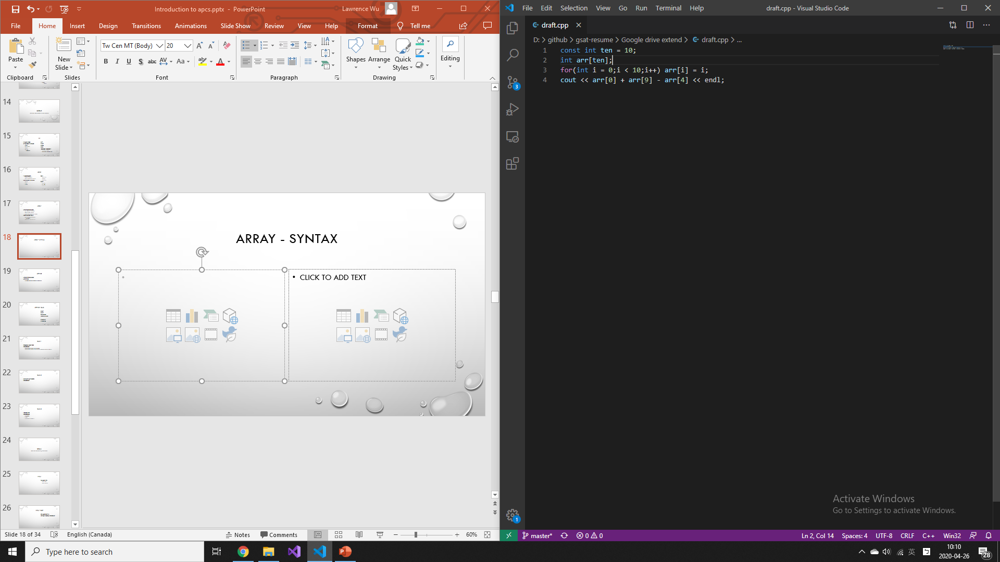 Introduction to apcs.pptx - PowerPoint
Lawrence Wu
File Home Insert Design Transitions Animations Slide Show Review View Help Format Tell me
Paste
Clipboard
New
Slide
Slides
Tw Cen MT (Body) 20
B I U S abc AV Aa
Font
Paragraph
Shapes Arrange Quick
Styles
Drawing
Editing
14
15
16
17
18
19
20
21
22
23
24
25
26
ARRAY - SYNTAX
• CLICK TO ADD TEXT
Slide 18 of 34 English (Canada) Notes Comments 60%
File Edit Selection View Go Run Terminal Help draft.cpp - Visual Studio Code
draft.cpp
D: > github > gsat-resume > Google drive extend > draft.cpp > ...
1 const int ten = 10;
2 int arr[ten];
3 for(int i = 0;i < 10;i++) arr[i] = i;
4 cout << arr[0] + arr[9] - arr[4] << endl;
3
1
Activate Windows
Go to Settings to activate Windows.
master* 0 0 Ln 2, Col 14 Spaces: 4 UTF-8 CRLF C++ Win32
Type here to search
英
10:10
2020-04-26
28